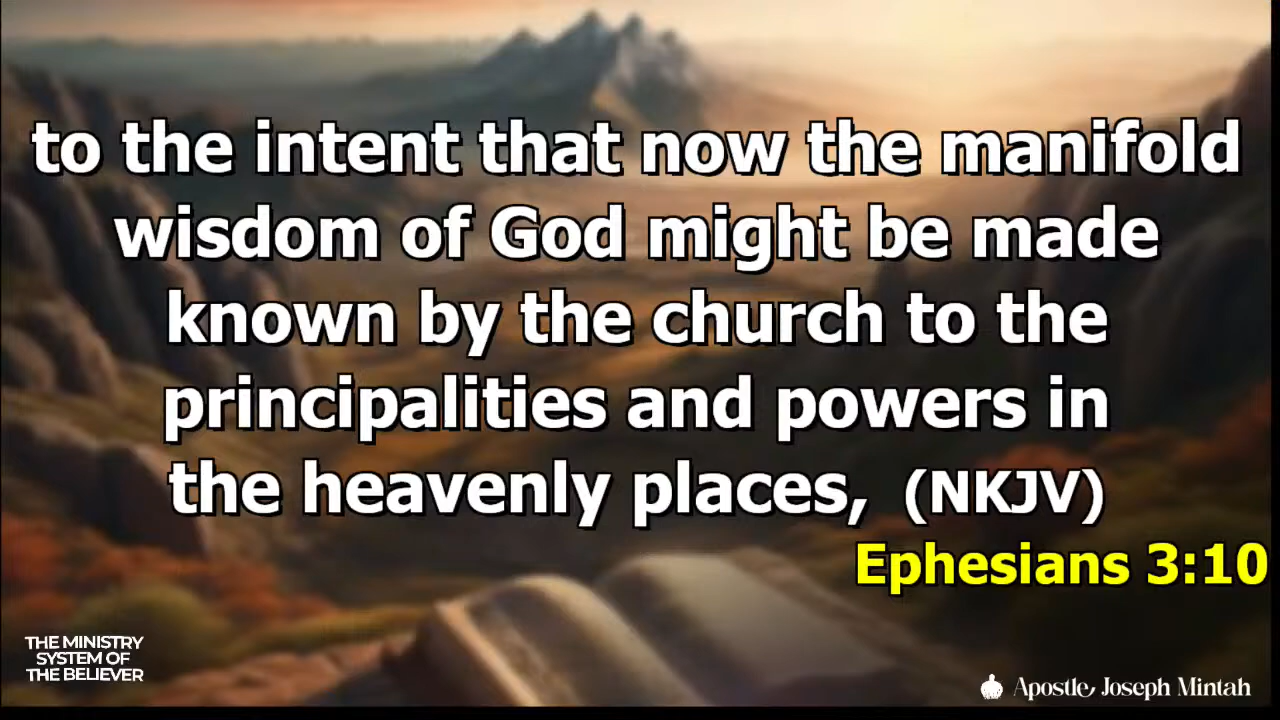 to the intent that now the manifold
wisdom of God might be made
known by the church to the
principalities and powers in
the heavenly places, (NKJV)
Ephesians 3:10
THE MINISTRY
SYSTEM OF
THE BELIEVER
Apostle Joseph Mintah